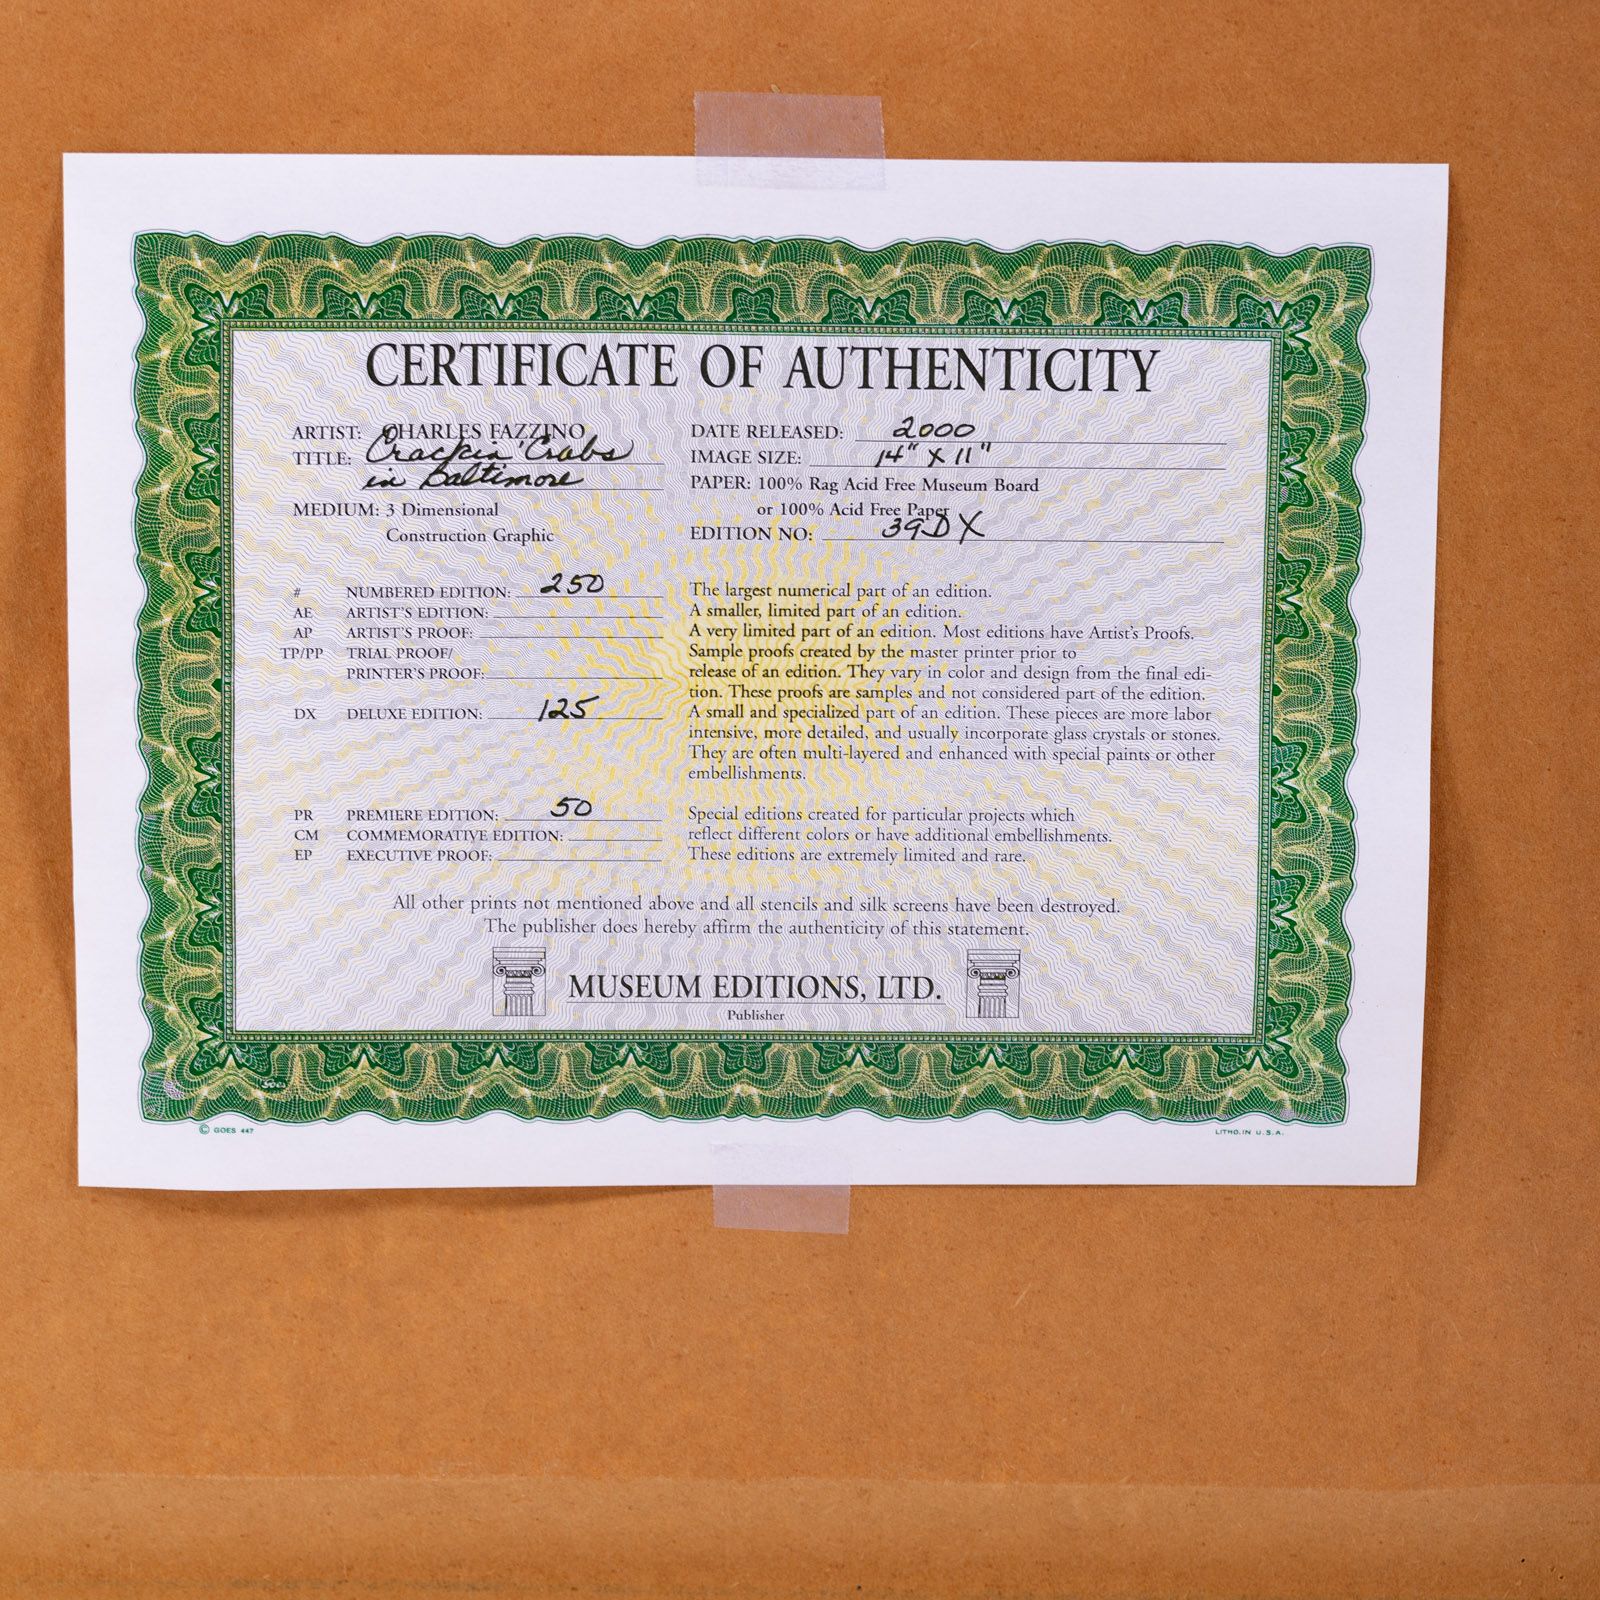 CERTIFICATE OF AUTHENTICITY
ARTIST: CHARLES FAZZINO
TITLE: Crackin' Crabs
in Baltimore
MEDIUM: 3 Dimensional
Construction Graphic
DATE RELEASED: 2000
IMAGE SIZE: 14" X 11"
PAPER: 100% Rag Acid Free Museum Board
or 100% Acid Free Paper
EDITION NO: 39DX
# NUMBERED EDITION: 250 The largest numerical part of an edition.
AE ARTIST'S EDITION: A smaller, limited part of an edition.
AP ARTIST'S PROOF: A very limited part of an edition. Most editions have Artist's Proofs.
TP/PP TRIAL PROOF/ Sample proofs created by the master printer prior to
PRINTER'S PROOF: release of an edition. They vary in color and design from the final edi-
tion. These proofs are samples and not considered part of the edition.
DX DELUXE EDITION: 125 A small and specialized part of an edition. These pieces are more labor
intensive, more detailed, and usually incorporate glass crystals or stones.
They are often multi-layered and enhanced with special paints or other
embellishments.
PR PREMIERE EDITION: 50 Special editions created for particular projects which
CM COMMEMORATIVE EDITION: reflect different colors or have additional embellishments.
EP EXECUTIVE PROOF: These editions are extremely limited and rare.
All other prints not mentioned above and all stencils and silk screens have been destroyed.
The publisher does hereby affirm the authenticity of this statement.
MUSEUM EDITIONS, LTD.
Publisher
Goes
© GOES 447
LITHO. IN U.S.A.